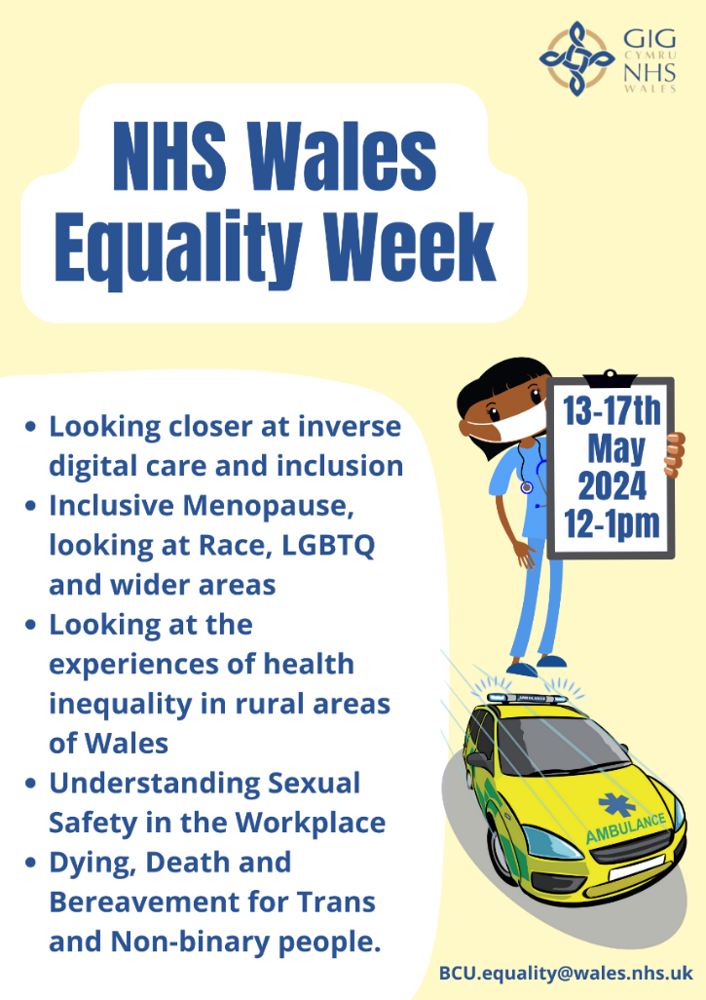 GIG
CYMRU
NHS
WALES
NHS Wales
Equality Week
• Looking closer at inverse
digital care and inclusion
• Inclusive Menopause,
looking at Race, LGBTQ
and wider areas
• Looking at the
experiences of health
inequality in rural areas
of Wales
• Understanding Sexual
Safety in the Workplace
• Dying, Death and
Bereavement for Trans
and Non-binary people.
13-17th
May
2024
12-1pm
AMBULANCE
AMBULANCE
BCU.equality@wales.nhs.uk